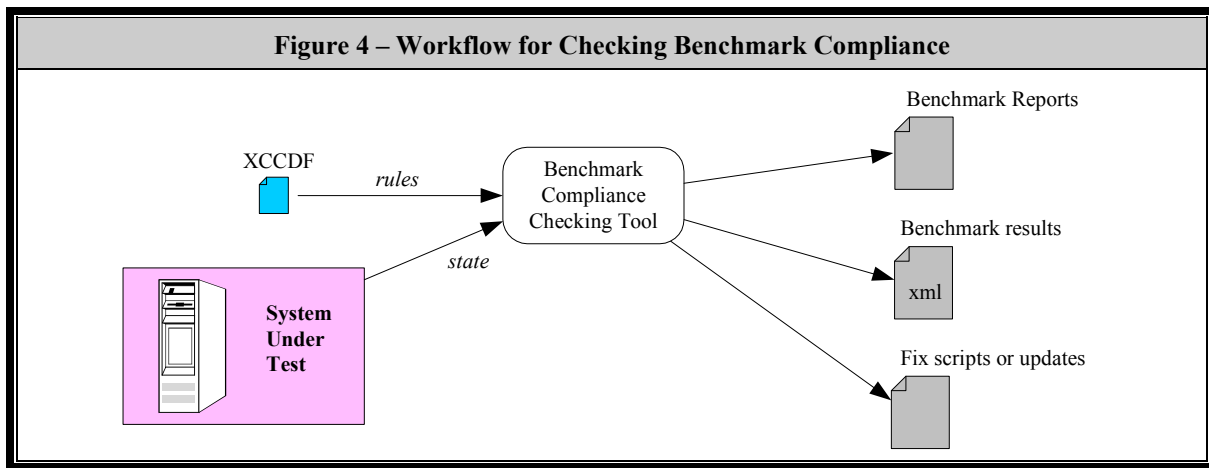 Figure 4 – Workflow for Checking Benchmark Compliance
Benchmark Reports
XCCDF
rules
Benchmark
Compliance
Checking Tool
Benchmark results
xml
state
System
Under
Test
Fix scripts or updates